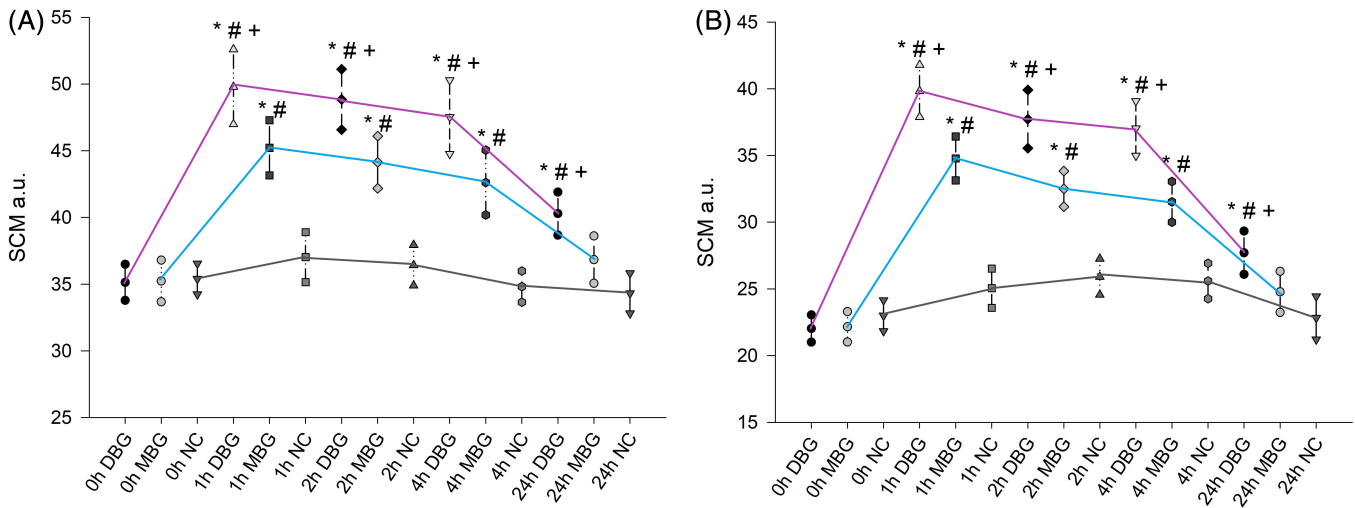 (A)
SCM a.u.
55
50
45
40
35
30
25
* # +
* #
* # +
* #
* # +
* #
* # +
0h DBG
0h MBG
0h NC
1h DBG
1h MBG
1h NC
2h DBG
2h MBG
2h NC
4h DBG
4h MBG
4h NC
24h DBG
24h MBG
24h NC
(B)
SCM a.u.
45
40
35
30
25
20
15
* # +
* #
* # +
* #
* # +
* #
* # +
0h DBG
0h MBG
0h NC
1h DBG
1h MBG
1h NC
2h DBG
2h MBG
2h NC
4h DBG
4h MBG
4h NC
24h DBG
24h MBG
24h NC